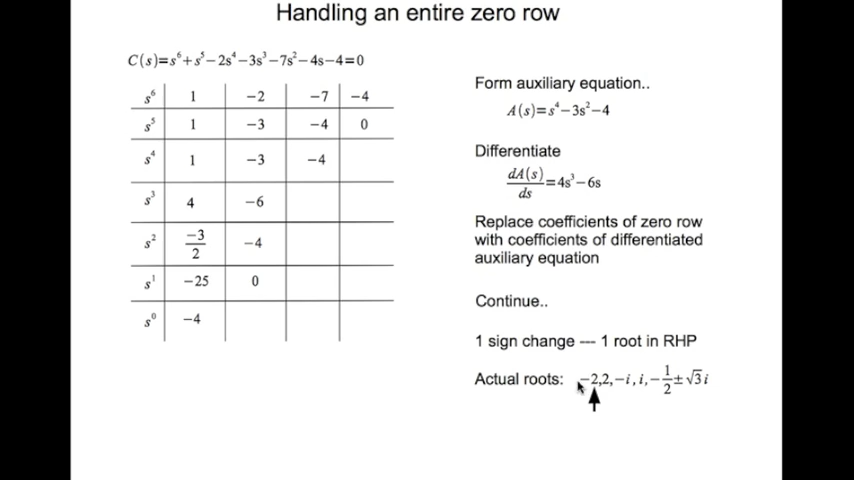 Handling an entire zero row
C(s)=s⁶+s⁵−2s⁴−3s³−7s²−4s−4=0
s⁶ 1 −2 −7 −4
s⁵ 1 −3 −4 0
s⁴ 1 −3 −4
s³ 4 −6
s² −3/2 −4
s¹ −25 0
s⁰ −4
Form auxiliary equation..
A(s)=s⁴−3s²−4
Differentiate
dA(s)/ds=4s³−6s
Replace coefficients of zero row
with coefficients of differentiated
auxiliary equation
Continue..
1 sign change --- 1 root in RHP
Actual roots: −2,2,−i,i,−1/2±√3i